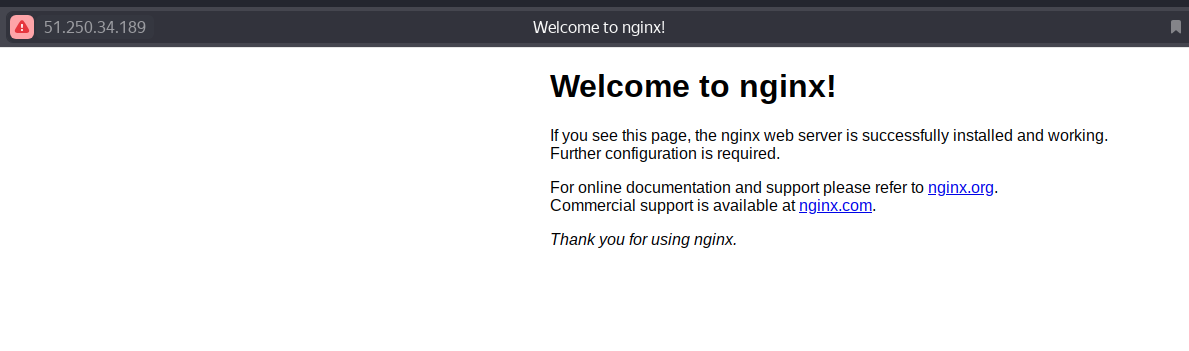 51.250.34.189
Welcome to nginx!
Welcome to nginx!
If you see this page, the nginx web server is successfully installed and working.
Further configuration is required.
For online documentation and support please refer to nginx.org.
Commercial support is available at nginx.com.
Thank you for using nginx.